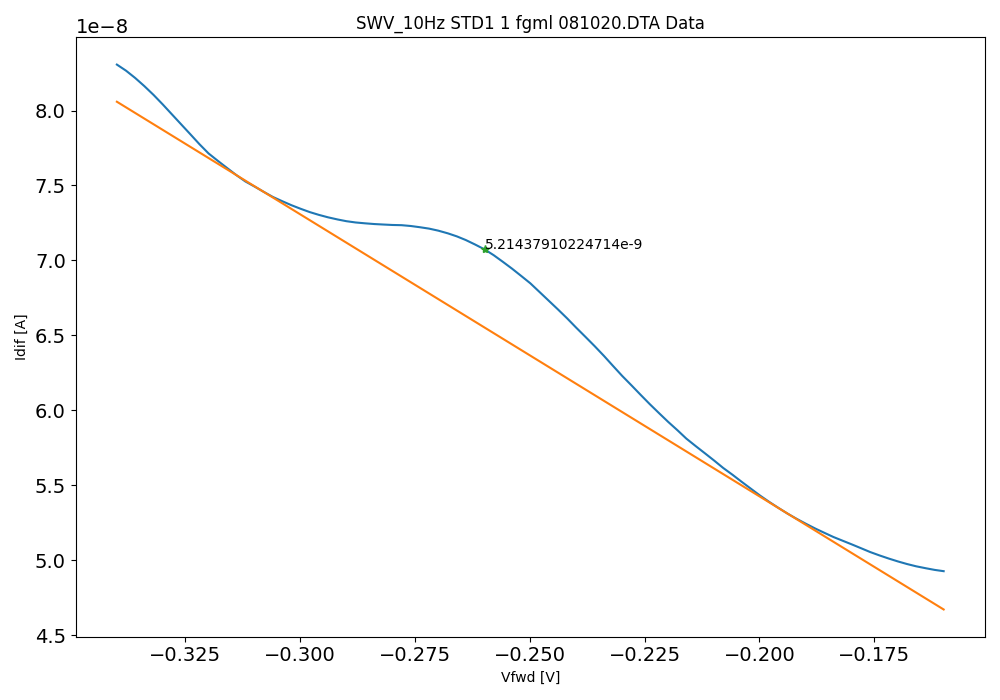 SWV_10Hz STD1 1 fgml 081020.DTA Data
1e−8
8.0
7.5
7.0
6.5
6.0
5.5
5.0
4.5
Idif [A]
5.21437910224714e-9
−0.325 −0.300 −0.275 −0.250 −0.225 −0.200 −0.175
Vfwd [V]